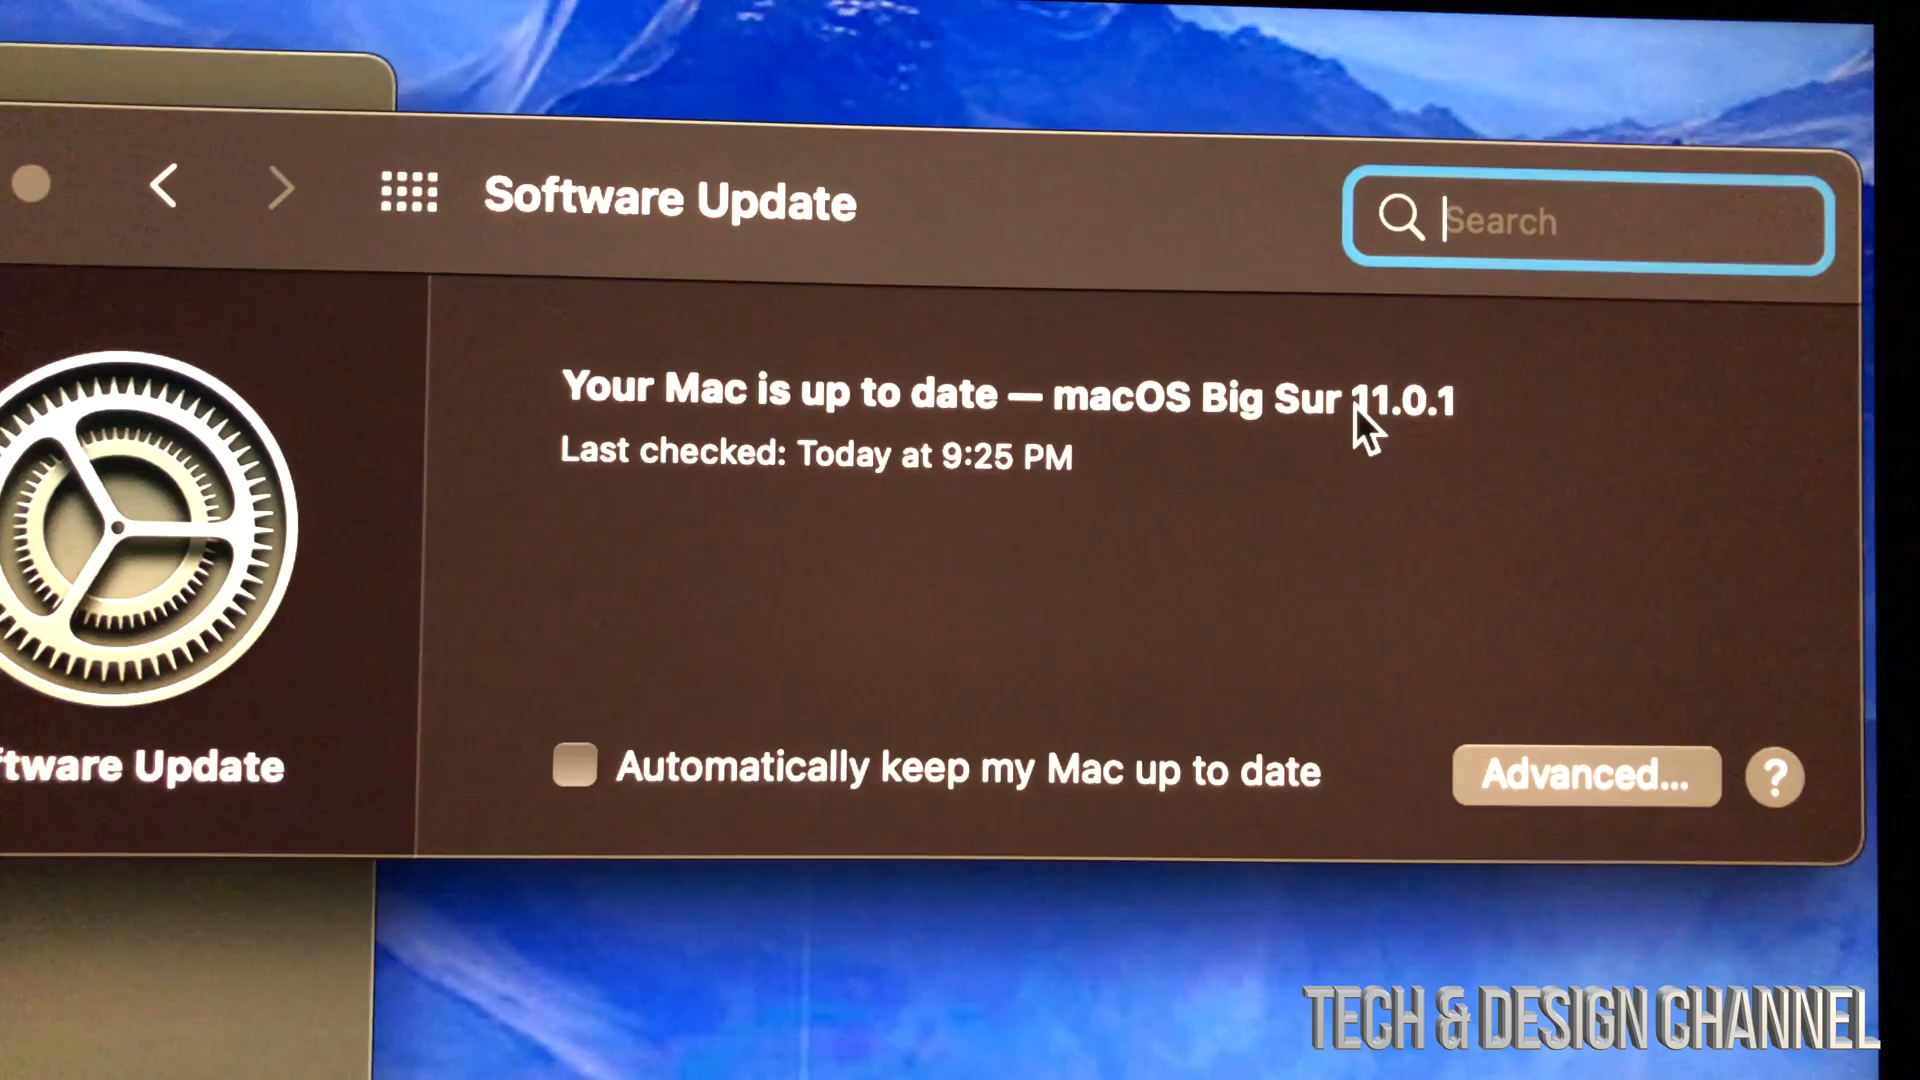 Software Update
Search
Your Mac is up to date — macOS Big Sur 11.0.1
Last checked: Today at 9:25 PM
ftware Update
Automatically keep my Mac up to date
Advanced...
?
TECH & DESIGN CHANNEL